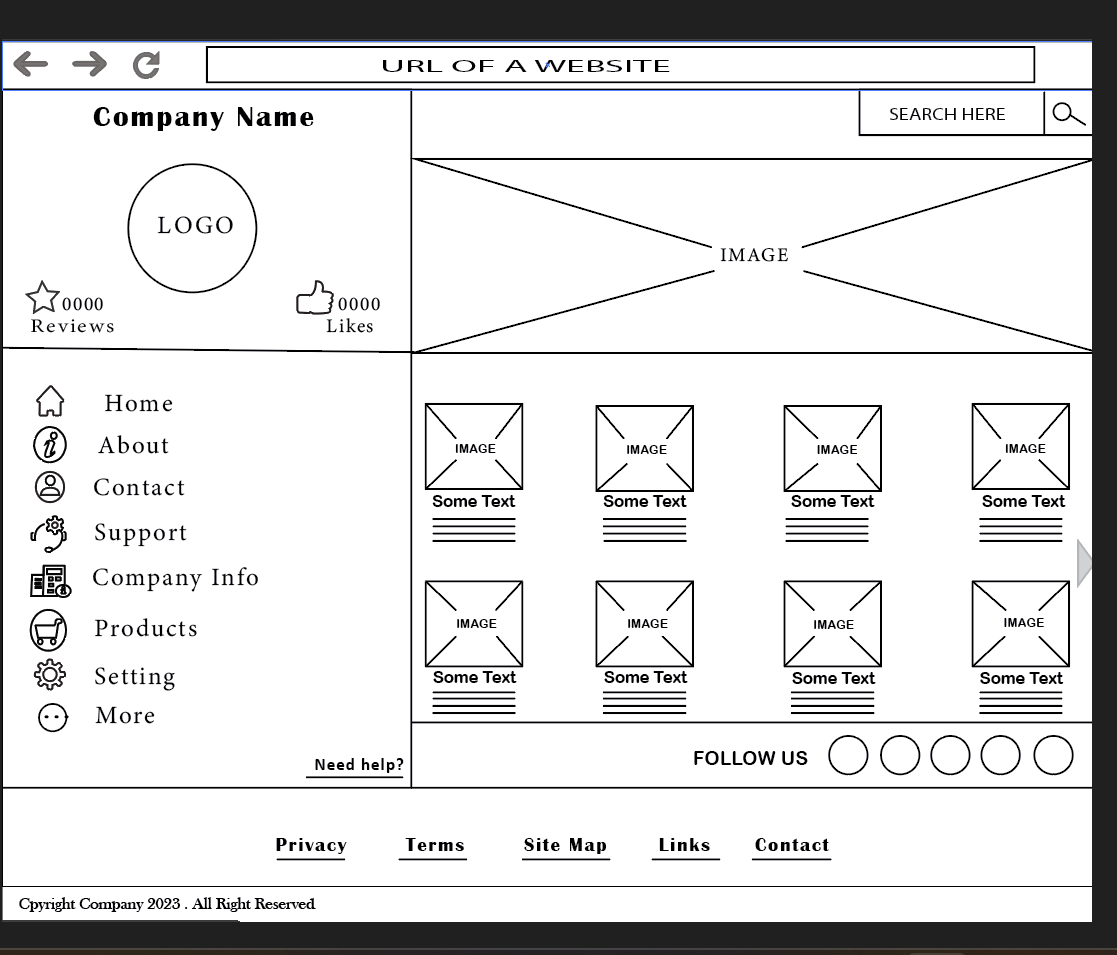 URL OF A WEBSITE
Company Name
SEARCH HERE
LOGO
0000
Reviews
0000
Likes
IMAGE
Home
About
Contact
Support
Company Info
Products
Setting
More
Need help?
IMAGE IMAGE IMAGE IMAGE
Some Text Some Text Some Text Some Text
IMAGE IMAGE IMAGE IMAGE
Some Text Some Text Some Text Some Text
FOLLOW US
Privacy Terms Site Map Links Contact
Cpyright Company 2023 . All Right Reserved